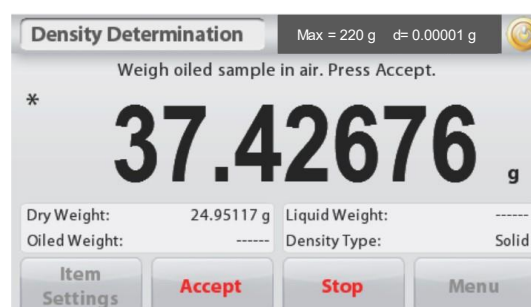 Density Determination Max = 220 g d= 0.00001 g
Weigh oiled sample in air. Press Accept.
*
37.42676 g
Dry Weight: 24.95117 g Liquid Weight: ------
Oiled Weight: ------ Density Type: Solid
Item Settings Accept Stop Menu